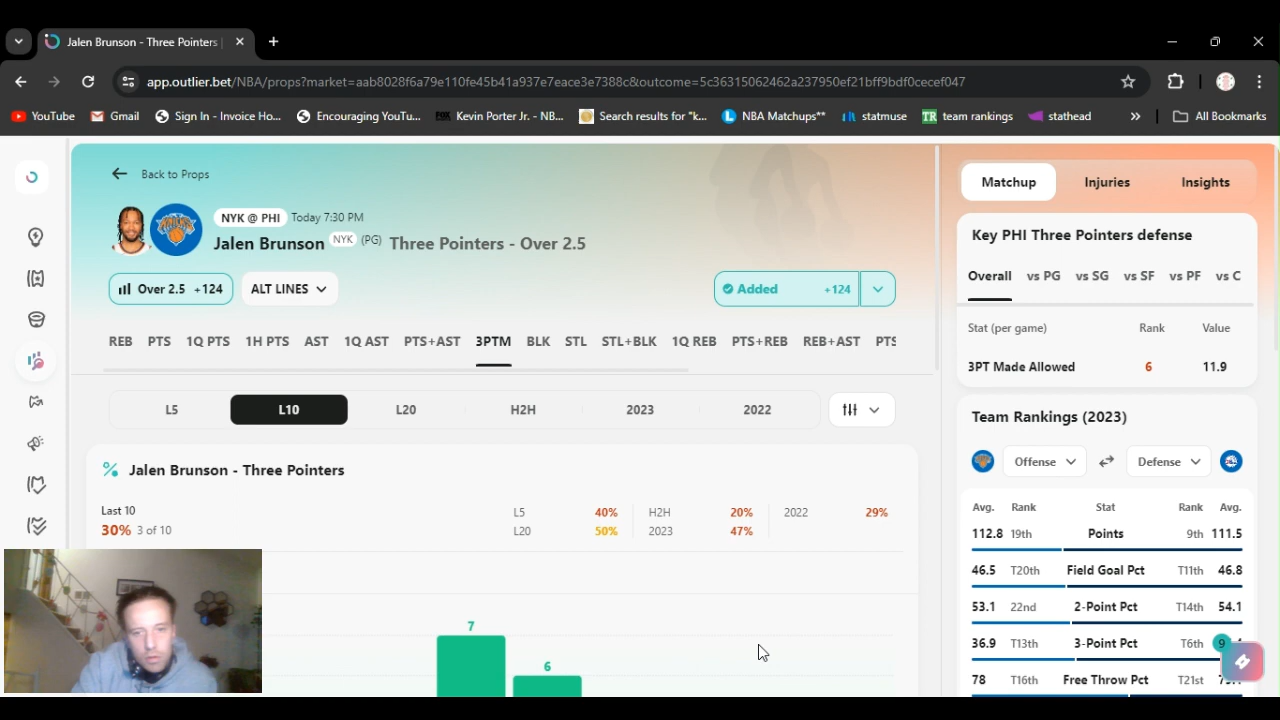 Jalen Brunson - Three Pointers
app.outlier.bet/NBA/props?market=aab8028f6a79e110fe45b41a937e7eace3e7388c&outcome=5c36315062462a237950ef21bff9bdf0cecef047
YouTube Gmail Sign In - Invoice Ho... Encouraging YouTu... Kevin Porter Jr. - NB... Search results for "k... NBA Matchups** statmuse team rankings stathead » All Bookmarks
Back to Props
NYK @ PHI Today 7:30 PM
Jalen Brunson NYK (PG) Three Pointers - Over 2.5
Over 2.5 +124 ALT LINES Added +124
REB PTS 1Q PTS 1H PTS AST 1Q AST PTS+AST 3PTM BLK STL STL+BLK 1Q REB PTS+REB REB+AST PTS
L5 L10 L20 H2H 2023 2022
% Jalen Brunson - Three Pointers
Last 10
30% 3 of 10
L5 40% H2H 20% 2022 29%
L20 50% 2023 47%
7
6
Matchup Injuries Insights
Key PHI Three Pointers defense
Overall vs PG vs SG vs SF vs PF vs C
Stat (per game) Rank Value
3PT Made Allowed 6 11.9
Team Rankings (2023)
Offense Defense
Avg. Rank Stat Rank Avg.
112.8 19th Points 9th 111.5
46.5 T20th Field Goal Pct T11th 46.8
53.1 22nd 2-Point Pct T14th 54.1
36.9 T13th 3-Point Pct T6th
9
78 T16th Free Throw Pct T21st